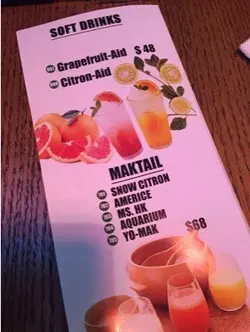 SOFT DRINKS
Grapefruit-Aid $48
Citron-Aid
MAKTAIL
SNOW CITRON
AMERICE
MS. HK
AQUARIUM
YO-MAK $68